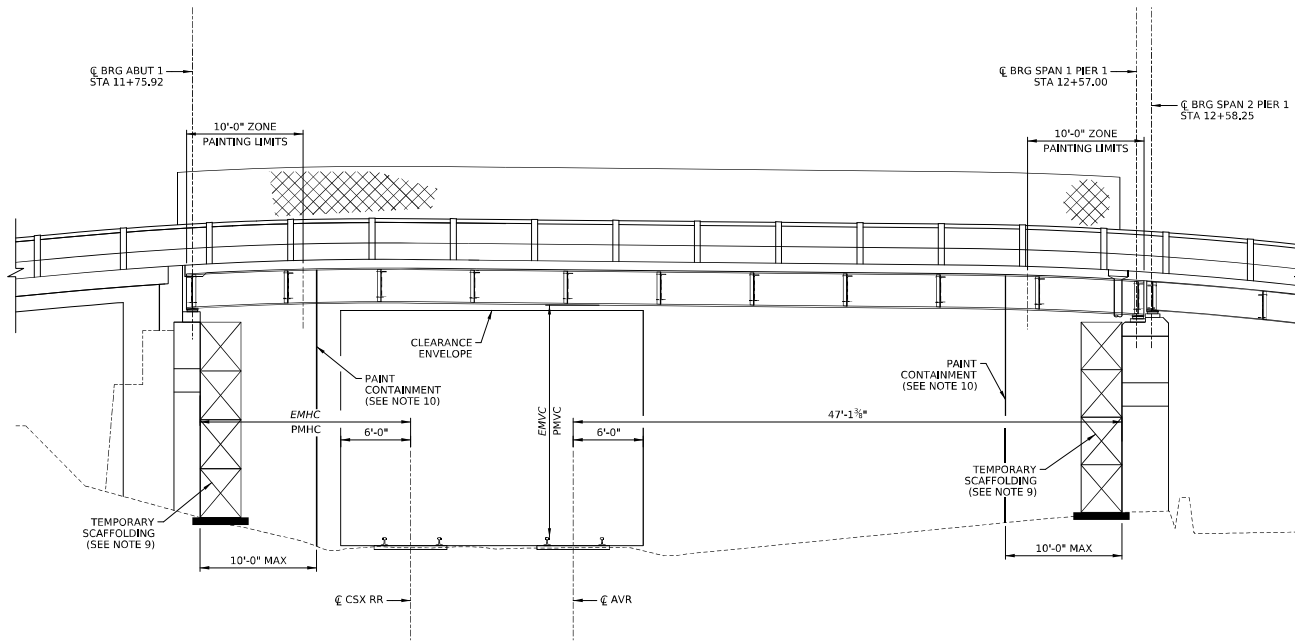 ℄ BRG ABUT 1
STA 11+75.92
℄ BRG SPAN 1 PIER 1
STA 12+57.00
℄ BRG SPAN 2 PIER 1
STA 12+58.25
10'-0" ZONE
PAINTING LIMITS
10'-0" ZONE
PAINTING LIMITS
CLEARANCE
ENVELOPE
PAINT
CONTAINMENT
(SEE NOTE 10)
PAINT
CONTAINMENT
(SEE NOTE 10)
EMHC
PMHC
6'-0"
EMVC
PMVC
6'-0"
47'-1⅜"
TEMPORARY
SCAFFOLDING
(SEE NOTE 9)
TEMPORARY
SCAFFOLDING
(SEE NOTE 9)
10'-0" MAX
10'-0" MAX
℄ CSX RR
℄ AVR